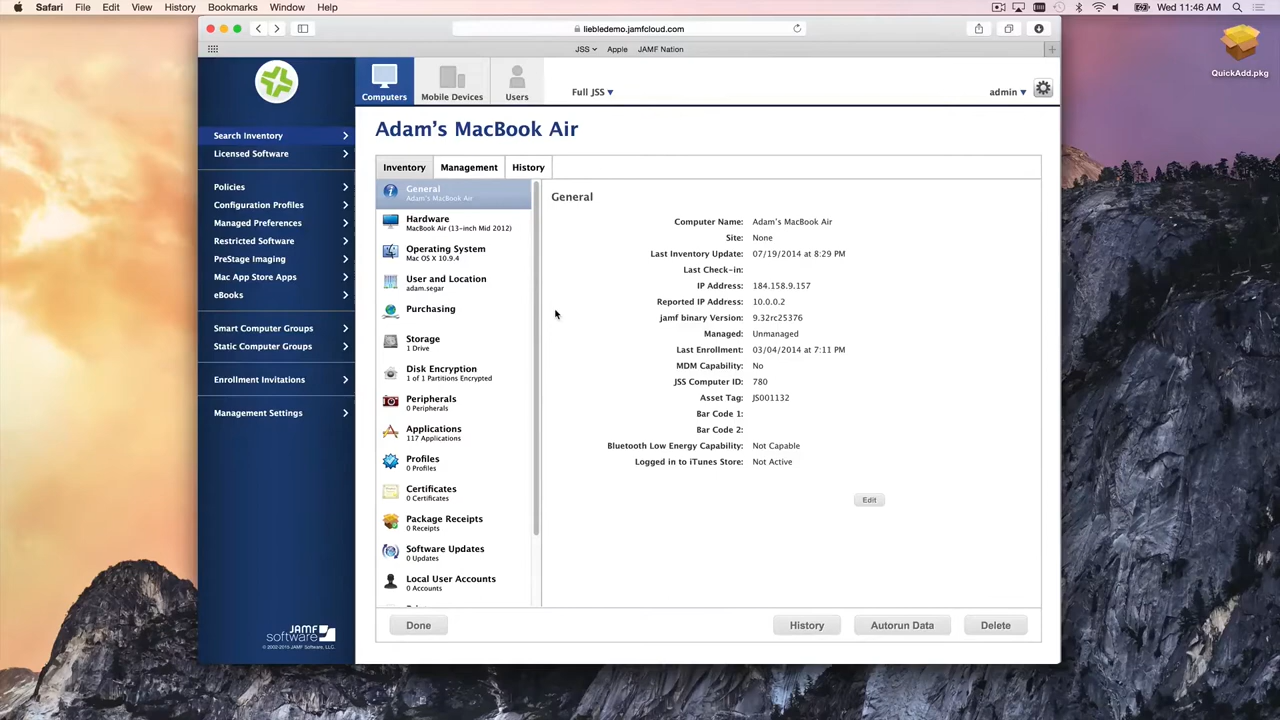 Safari File Edit View History Bookmarks Window Help
Wed 11:46 AM
liebledemo.jamfcloud.com
JSS Apple JAMF Nation
QuickAdd.pkg
Computers Mobile Devices Users
Full JSS
admin
Search Inventory
Licensed Software
Policies
Configuration Profiles
Managed Preferences
Restricted Software
PreStage Imaging
Mac App Store Apps
eBooks
Smart Computer Groups
Static Computer Groups
Enrollment Invitations
Management Settings
JAMF
software
© 2002-2015 JAMF Software, LLC.
Adam's MacBook Air
Inventory Management History
General
Adam's MacBook Air
Hardware
MacBook Air (13-inch Mid 2012)
Operating System
Mac OS X 10.9.4
User and Location
adam.segar
Purchasing
Storage
1 Drive
Disk Encryption
1 of 1 Partitions Encrypted
Peripherals
0 Peripherals
Applications
117 Applications
Profiles
0 Profiles
Certificates
0 Certificates
Package Receipts
0 Receipts
Software Updates
0 Updates
Local User Accounts
0 Accounts
General
Computer Name: Adam's MacBook Air
Site: None
Last Inventory Update: 07/19/2014 at 8:29 PM
Last Check-in:
IP Address: 184.158.9.157
Reported IP Address: 10.0.0.2
jamf binary Version: 9.32rc25376
Managed: Unmanaged
Last Enrollment: 03/04/2014 at 7:11 PM
MDM Capability: No
JSS Computer ID: 780
Asset Tag: JS001132
Bar Code 1:
Bar Code 2:
Bluetooth Low Energy Capability: Not Capable
Logged in to iTunes Store: Not Active
Edit
Done History Autorun Data Delete